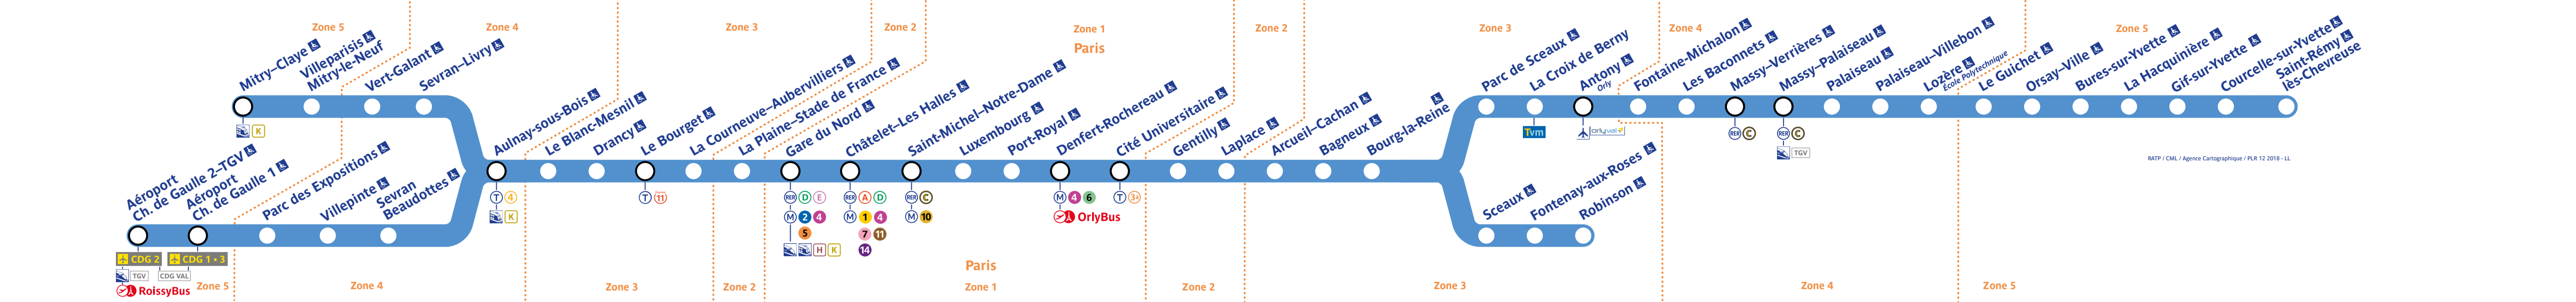 Zone 5
Zone 4
Zone 3
Zone 2
Zone 1
Paris
Zone 2
Zone 3
Zone 4
Zone 5
Mitry–Claye
Villeparisis
Mitry-le-Neuf
Vert-Galant
Sevran–Livry
K
Aéroport
Ch. de Gaulle 2–TGV
Aéroport
Ch. de Gaulle 1
Parc des Expositions
Villepinte
Sevran
Beaudottes
CDG 2
CDG 1 • 3
TGV
CDG VAL
RoissyBus
Aulnay-sous-Bois
T 4
K
Le Blanc-Mesnil
Drancy
Le Bourget
T 11
La Courneuve–Aubervilliers
La Plaine–Stade de France
Gare du Nord
RER D E
M 2 4
5
H K
Châtelet–Les Halles
RER A D
M 1 4
7 11
14
Saint-Michel–Notre-Dame
RER C
M 10
Luxembourg
Port-Royal
Denfert-Rochereau
M 4 6
OrlyBus
Cité Universitaire
T 3a
Gentilly
Laplace
Arcueil–Cachan
Bagneux
Bourg-la-Reine
Parc de Sceaux
La Croix de Berny
Tvm
Antony
Orly
orlyval
Fontaine-Michalon
Les Baconnets
Massy–Verrières
RER C
Massy–Palaiseau
RER C
TGV
Palaiseau
Palaiseau–Villebon
Lozère
École Polytechnique
Le Guichet
Orsay–Ville
Bures-sur-Yvette
La Hacquinière
Gif-sur-Yvette
Courcelle-sur-Yvette
Saint-Rémy
lès-Chevreuse
Sceaux
Fontenay-aux-Roses
Robinson
RATP / CML / Agence Cartographique / PLR 12 2018 - LL
Zone 5
Zone 4
Zone 3
Zone 2
Paris
Zone 1
Zone 2
Zone 3
Zone 4
Zone 5